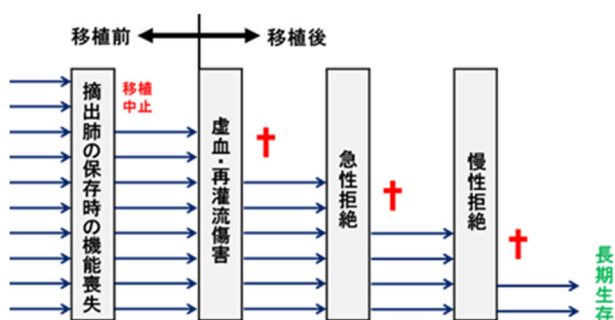 移植前
移植後
摘出肺の保存時の機能喪失
移植
中止
虚血・再灌流傷害
急性拒絶
慢性拒絶
長期生存